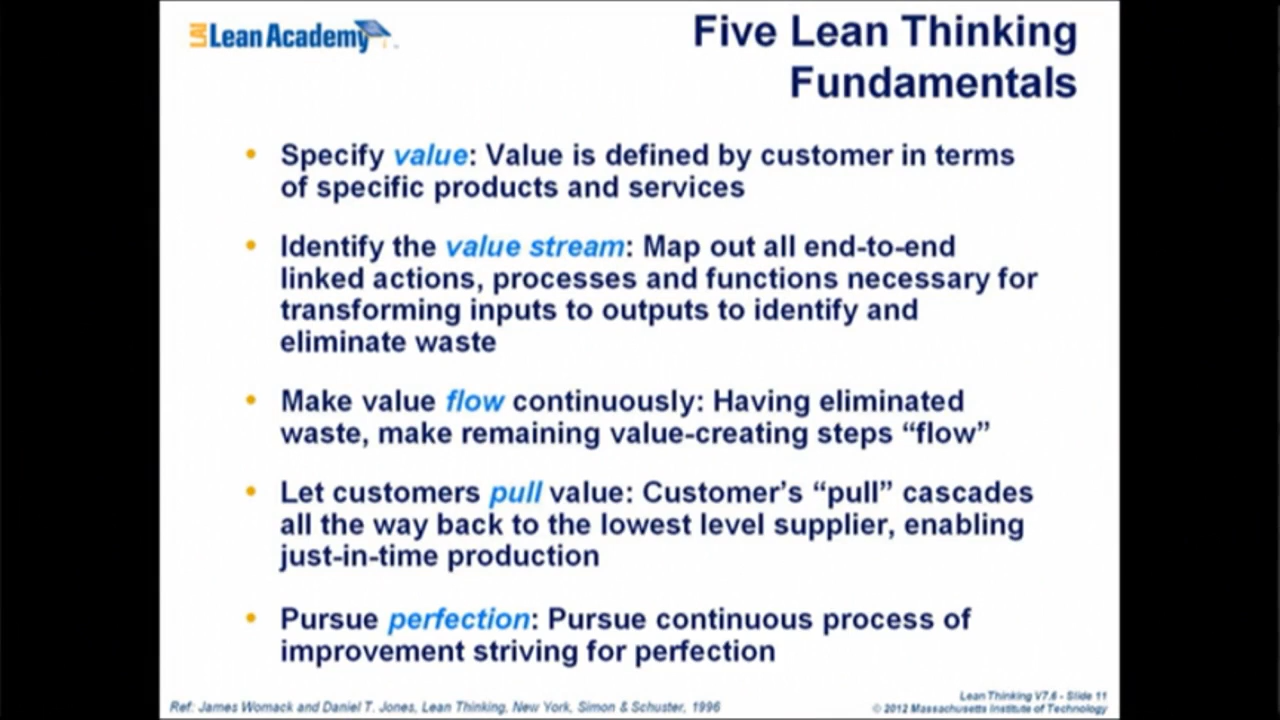 LAI Lean Academy
Five Lean Thinking
Fundamentals
• Specify value: Value is defined by customer in terms
of specific products and services
• Identify the value stream: Map out all end-to-end
linked actions, processes and functions necessary for
transforming inputs to outputs to identify and
eliminate waste
• Make value flow continuously: Having eliminated
waste, make remaining value-creating steps “flow”
• Let customers pull value: Customer’s “pull” cascades
all the way back to the lowest level supplier, enabling
just-in-time production
• Pursue perfection: Pursue continuous process of
improvement striving for perfection
Ref: James Womack and Daniel T. Jones, Lean Thinking, New York, Simon & Schuster, 1996
Lean Thinking V7.6 - Slide 11
© 2012 Massachusetts Institute of Technology